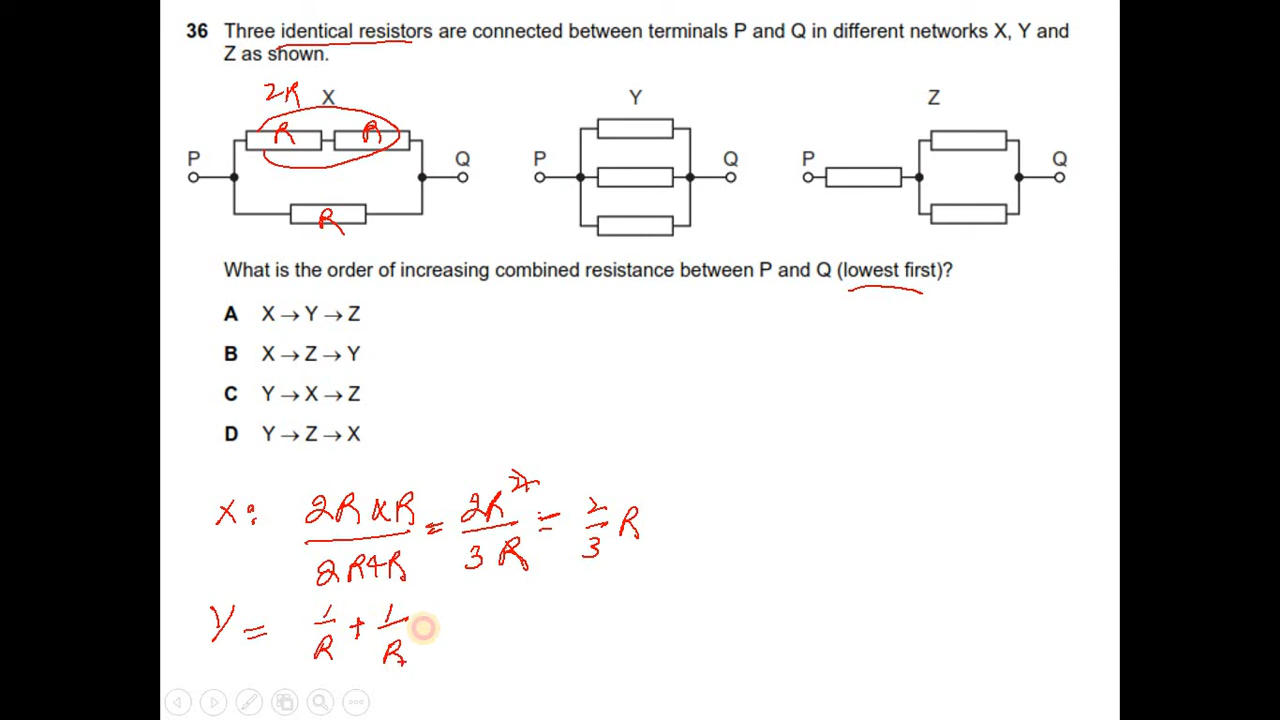 36 Three identical resistors are connected between terminals P and Q in different networks X, Y and
Z as shown.
2R X Y Z
R R
P Q P Q P Q
R
What is the order of increasing combined resistance between P and Q (lowest first)?
A X → Y → Z
B X → Z → Y
C Y → X → Z
D Y → Z → X
X: 2R×R / 2R+R = 2R² / 3R = 2/3 R
Y = 1/R + 1/R